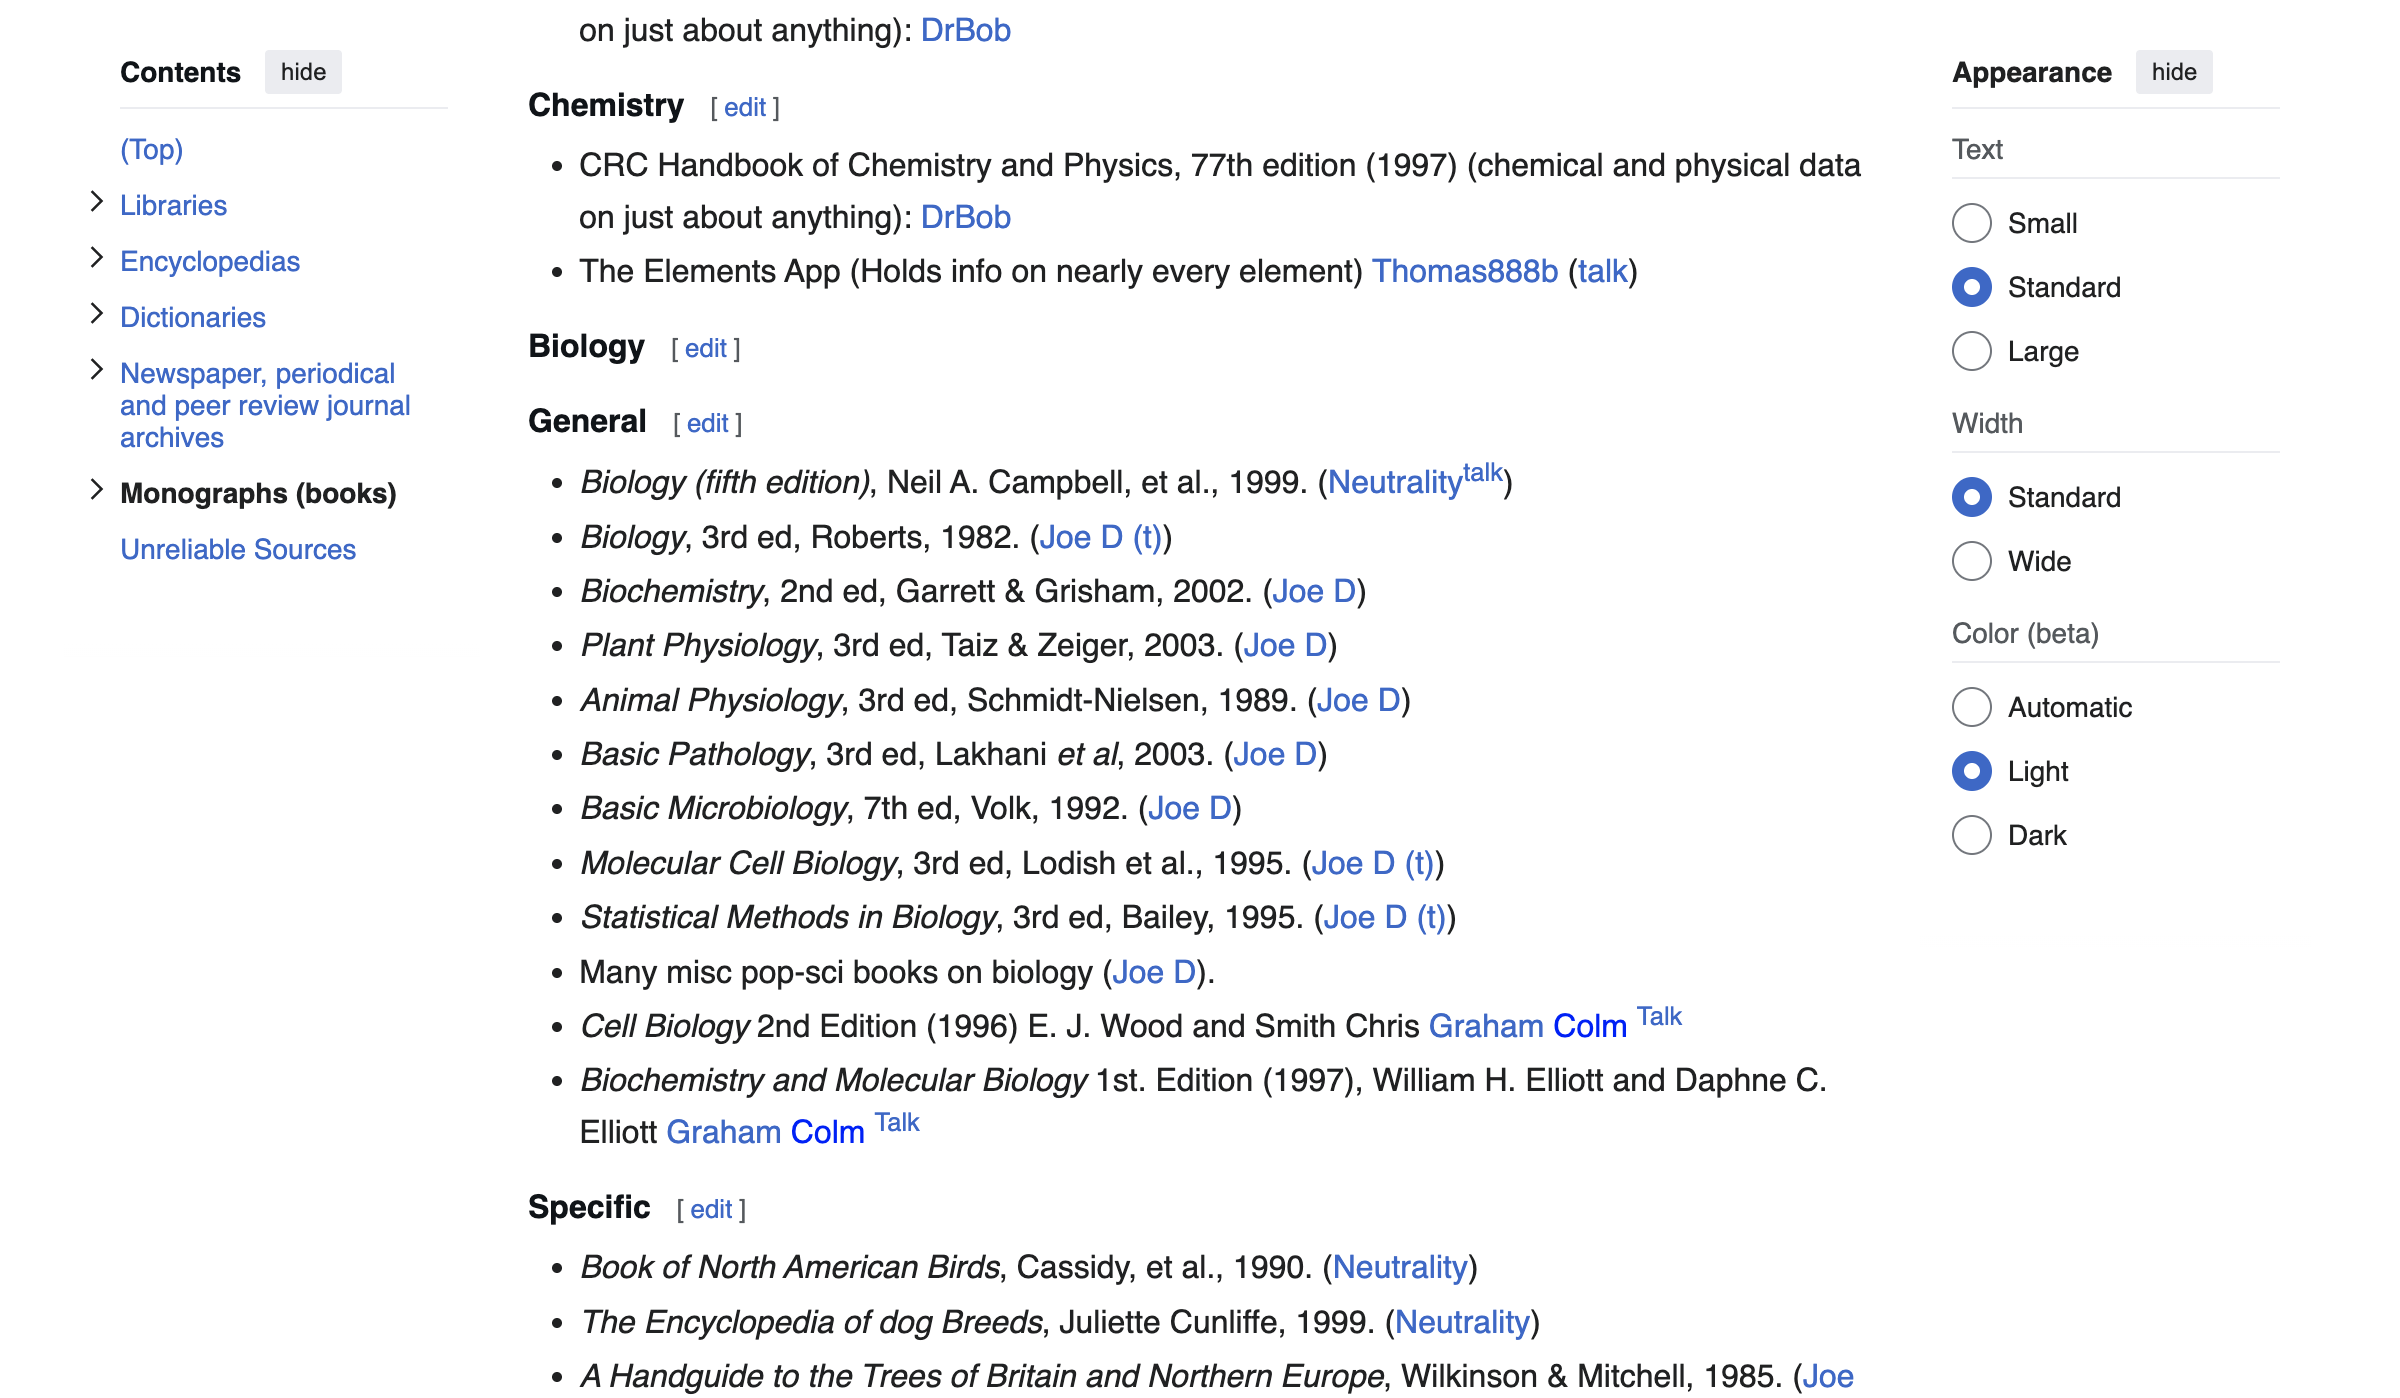 Contents hide
(Top)
Libraries
Encyclopedias
Dictionaries
Newspaper, periodical
and peer review journal
archives
Monographs (books)
Unreliable Sources
on just about anything): DrBob
Chemistry [ edit ]
• CRC Handbook of Chemistry and Physics, 77th edition (1997) (chemical and physical data
on just about anything): DrBob
• The Elements App (Holds info on nearly every element) Thomas888b (talk)
Biology [ edit ]
General [ edit ]
• Biology (fifth edition), Neil A. Campbell, et al., 1999. (Neutralitytalk)
• Biology, 3rd ed, Roberts, 1982. (Joe D (t))
• Biochemistry, 2nd ed, Garrett & Grisham, 2002. (Joe D)
• Plant Physiology, 3rd ed, Taiz & Zeiger, 2003. (Joe D)
• Animal Physiology, 3rd ed, Schmidt-Nielsen, 1989. (Joe D)
• Basic Pathology, 3rd ed, Lakhani et al, 2003. (Joe D)
• Basic Microbiology, 7th ed, Volk, 1992. (Joe D)
• Molecular Cell Biology, 3rd ed, Lodish et al., 1995. (Joe D (t))
• Statistical Methods in Biology, 3rd ed, Bailey, 1995. (Joe D (t))
• Many misc pop-sci books on biology (Joe D).
• Cell Biology 2nd Edition (1996) E. J. Wood and Smith Chris Graham Colm Talk
• Biochemistry and Molecular Biology 1st. Edition (1997), William H. Elliott and Daphne C.
Elliott Graham Colm Talk
Specific [ edit ]
• Book of North American Birds, Cassidy, et al., 1990. (Neutrality)
• The Encyclopedia of dog Breeds, Juliette Cunliffe, 1999. (Neutrality)
• A Handguide to the Trees of Britain and Northern Europe, Wilkinson & Mitchell, 1985. (Joe
Appearance hide
Text
Small
Standard
Large
Width
Standard
Wide
Color (beta)
Automatic
Light
Dark